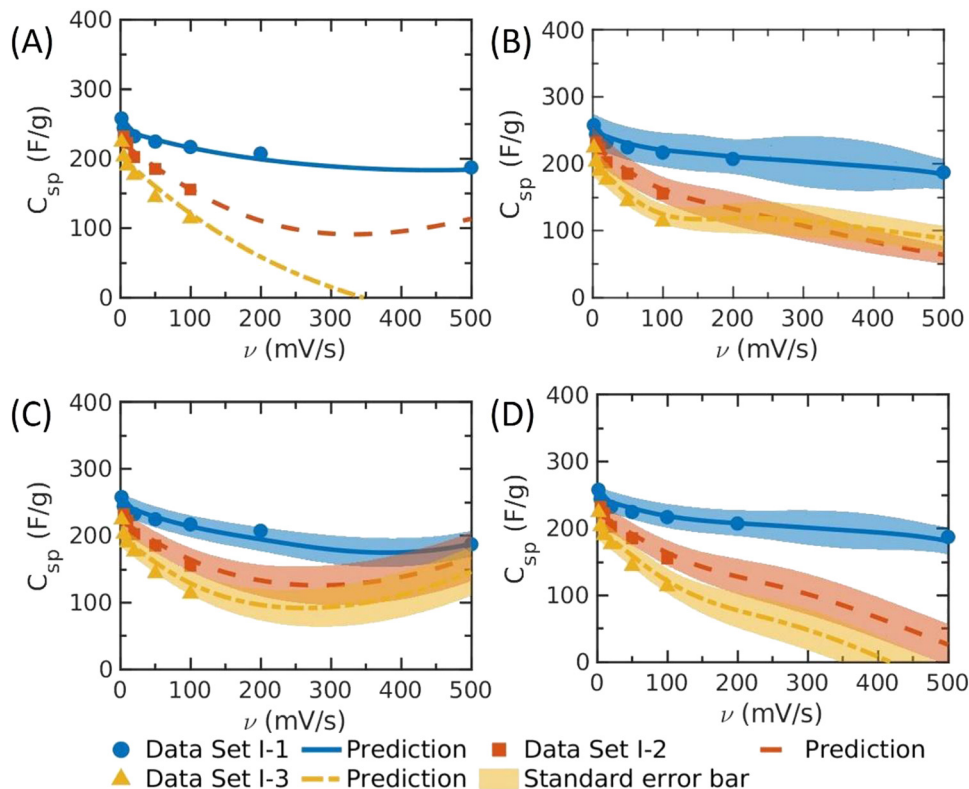 (A)
400
300
200
100
0
C_sp (F/g)
0 100 200 300 400 500
ν (mV/s)
(B)
400
300
200
100
0
C_sp (F/g)
0 100 200 300 400 500
ν (mV/s)
(C)
400
300
200
100
0
C_sp (F/g)
0 100 200 300 400 500
ν (mV/s)
(D)
400
300
200
100
0
C_sp (F/g)
0 100 200 300 400 500
ν (mV/s)
Data Set I-1 Prediction Data Set I-2 Prediction
Data Set I-3 Prediction Standard error bar